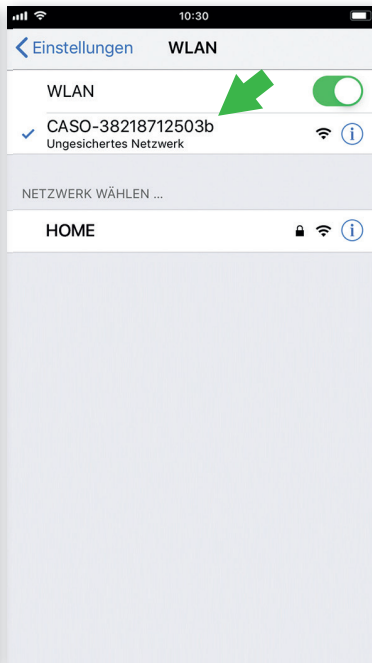 10:30
Einstellungen WLAN
WLAN
CASO-38218712503b
Ungesichertes Netzwerk
NETZWERK WÄHLEN ...
HOME